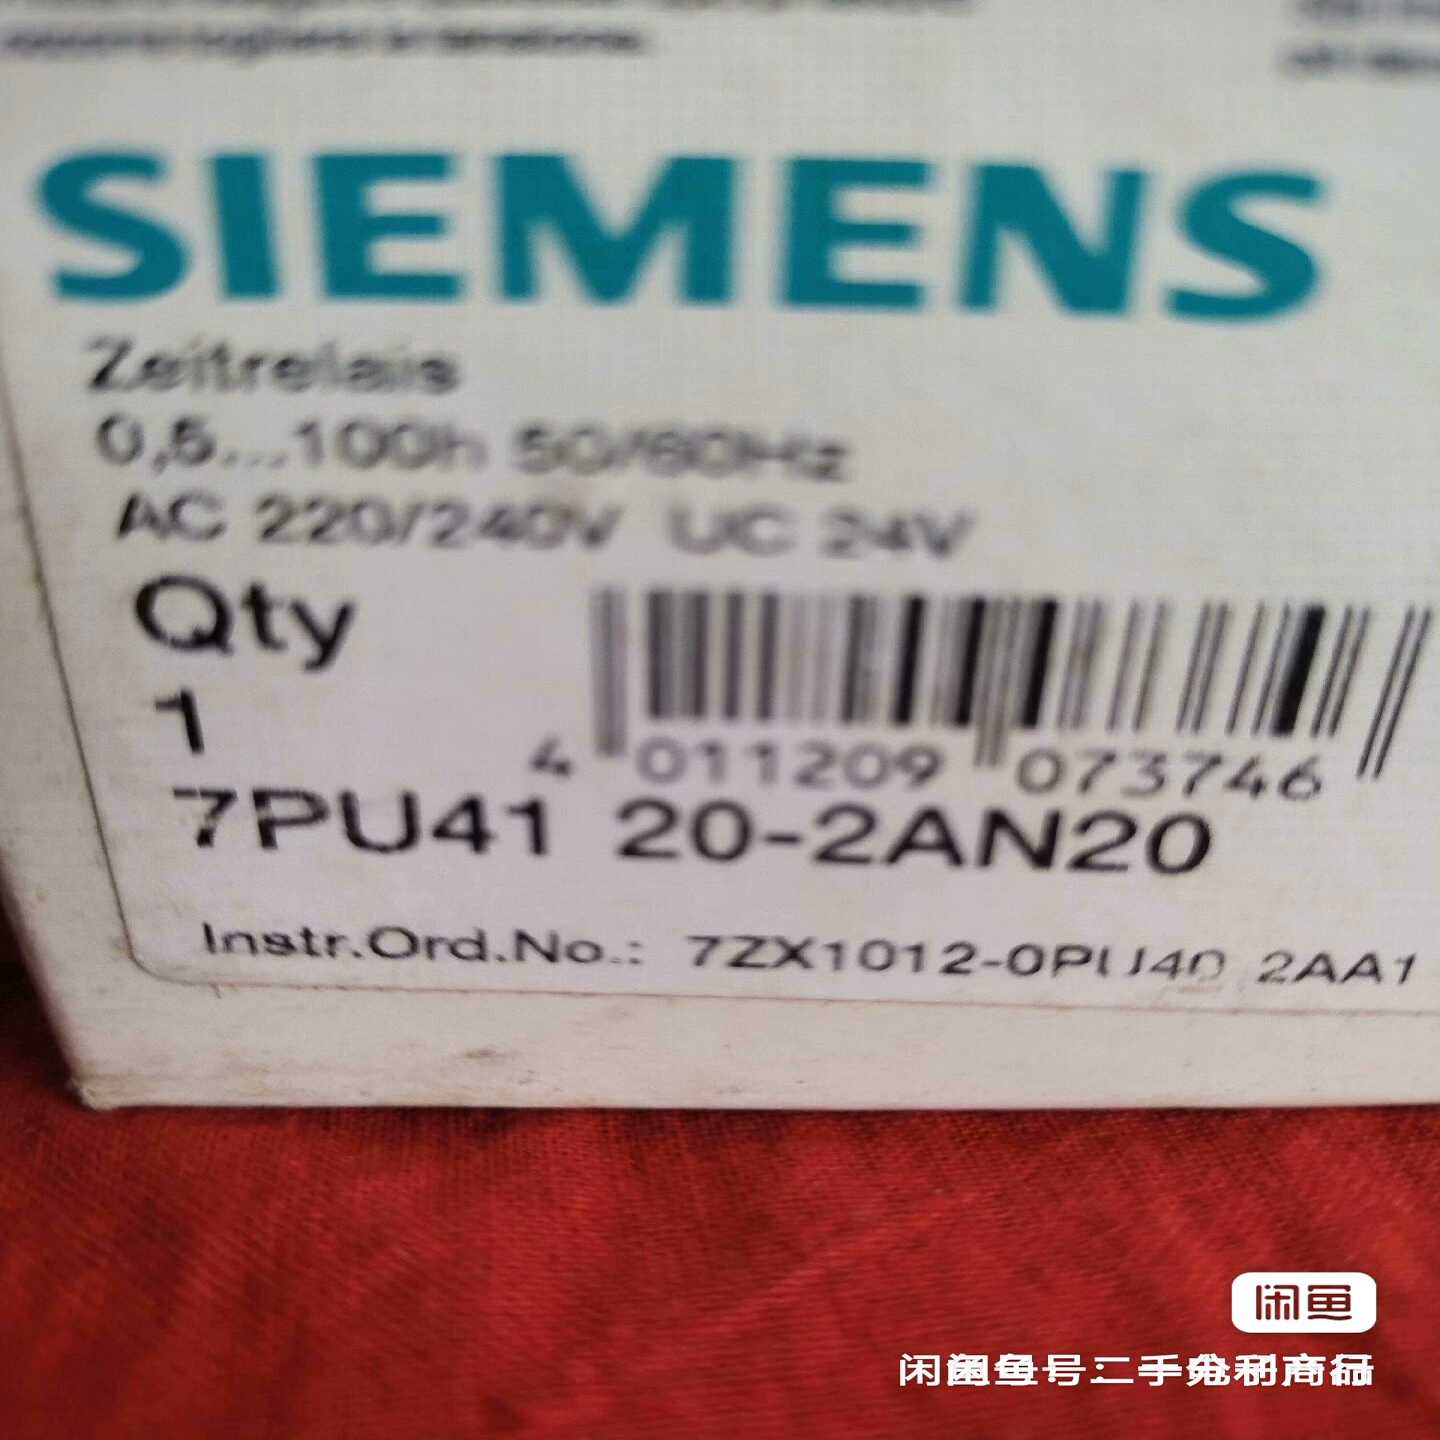 SIEMENS
Zeitrelais
0,5...100h 50/60Hz
AC 220/240V UC 24V
Qty
1
4 011209 073746
7PU41 20-2AN20
Instr.Ord.No.: 7ZX1012-0PU40 2AA1
闲鱼